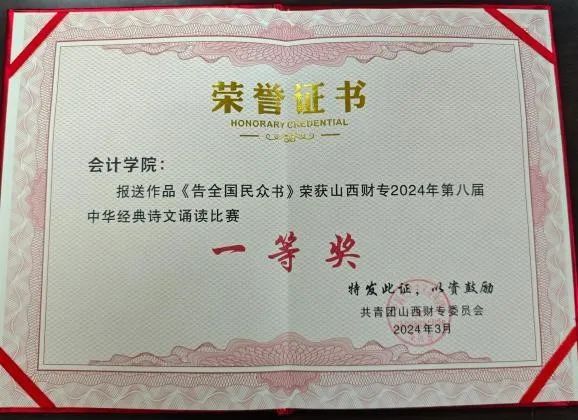 荣誉证书
HONORARY CREDENTIAL
会计学院：
报送作品《告全国民众书》荣获山西财专2024年第八届
中华经典诗文诵读比赛
一等奖
特发此证，以资鼓励
共青团山西财专委员会
2024年3月